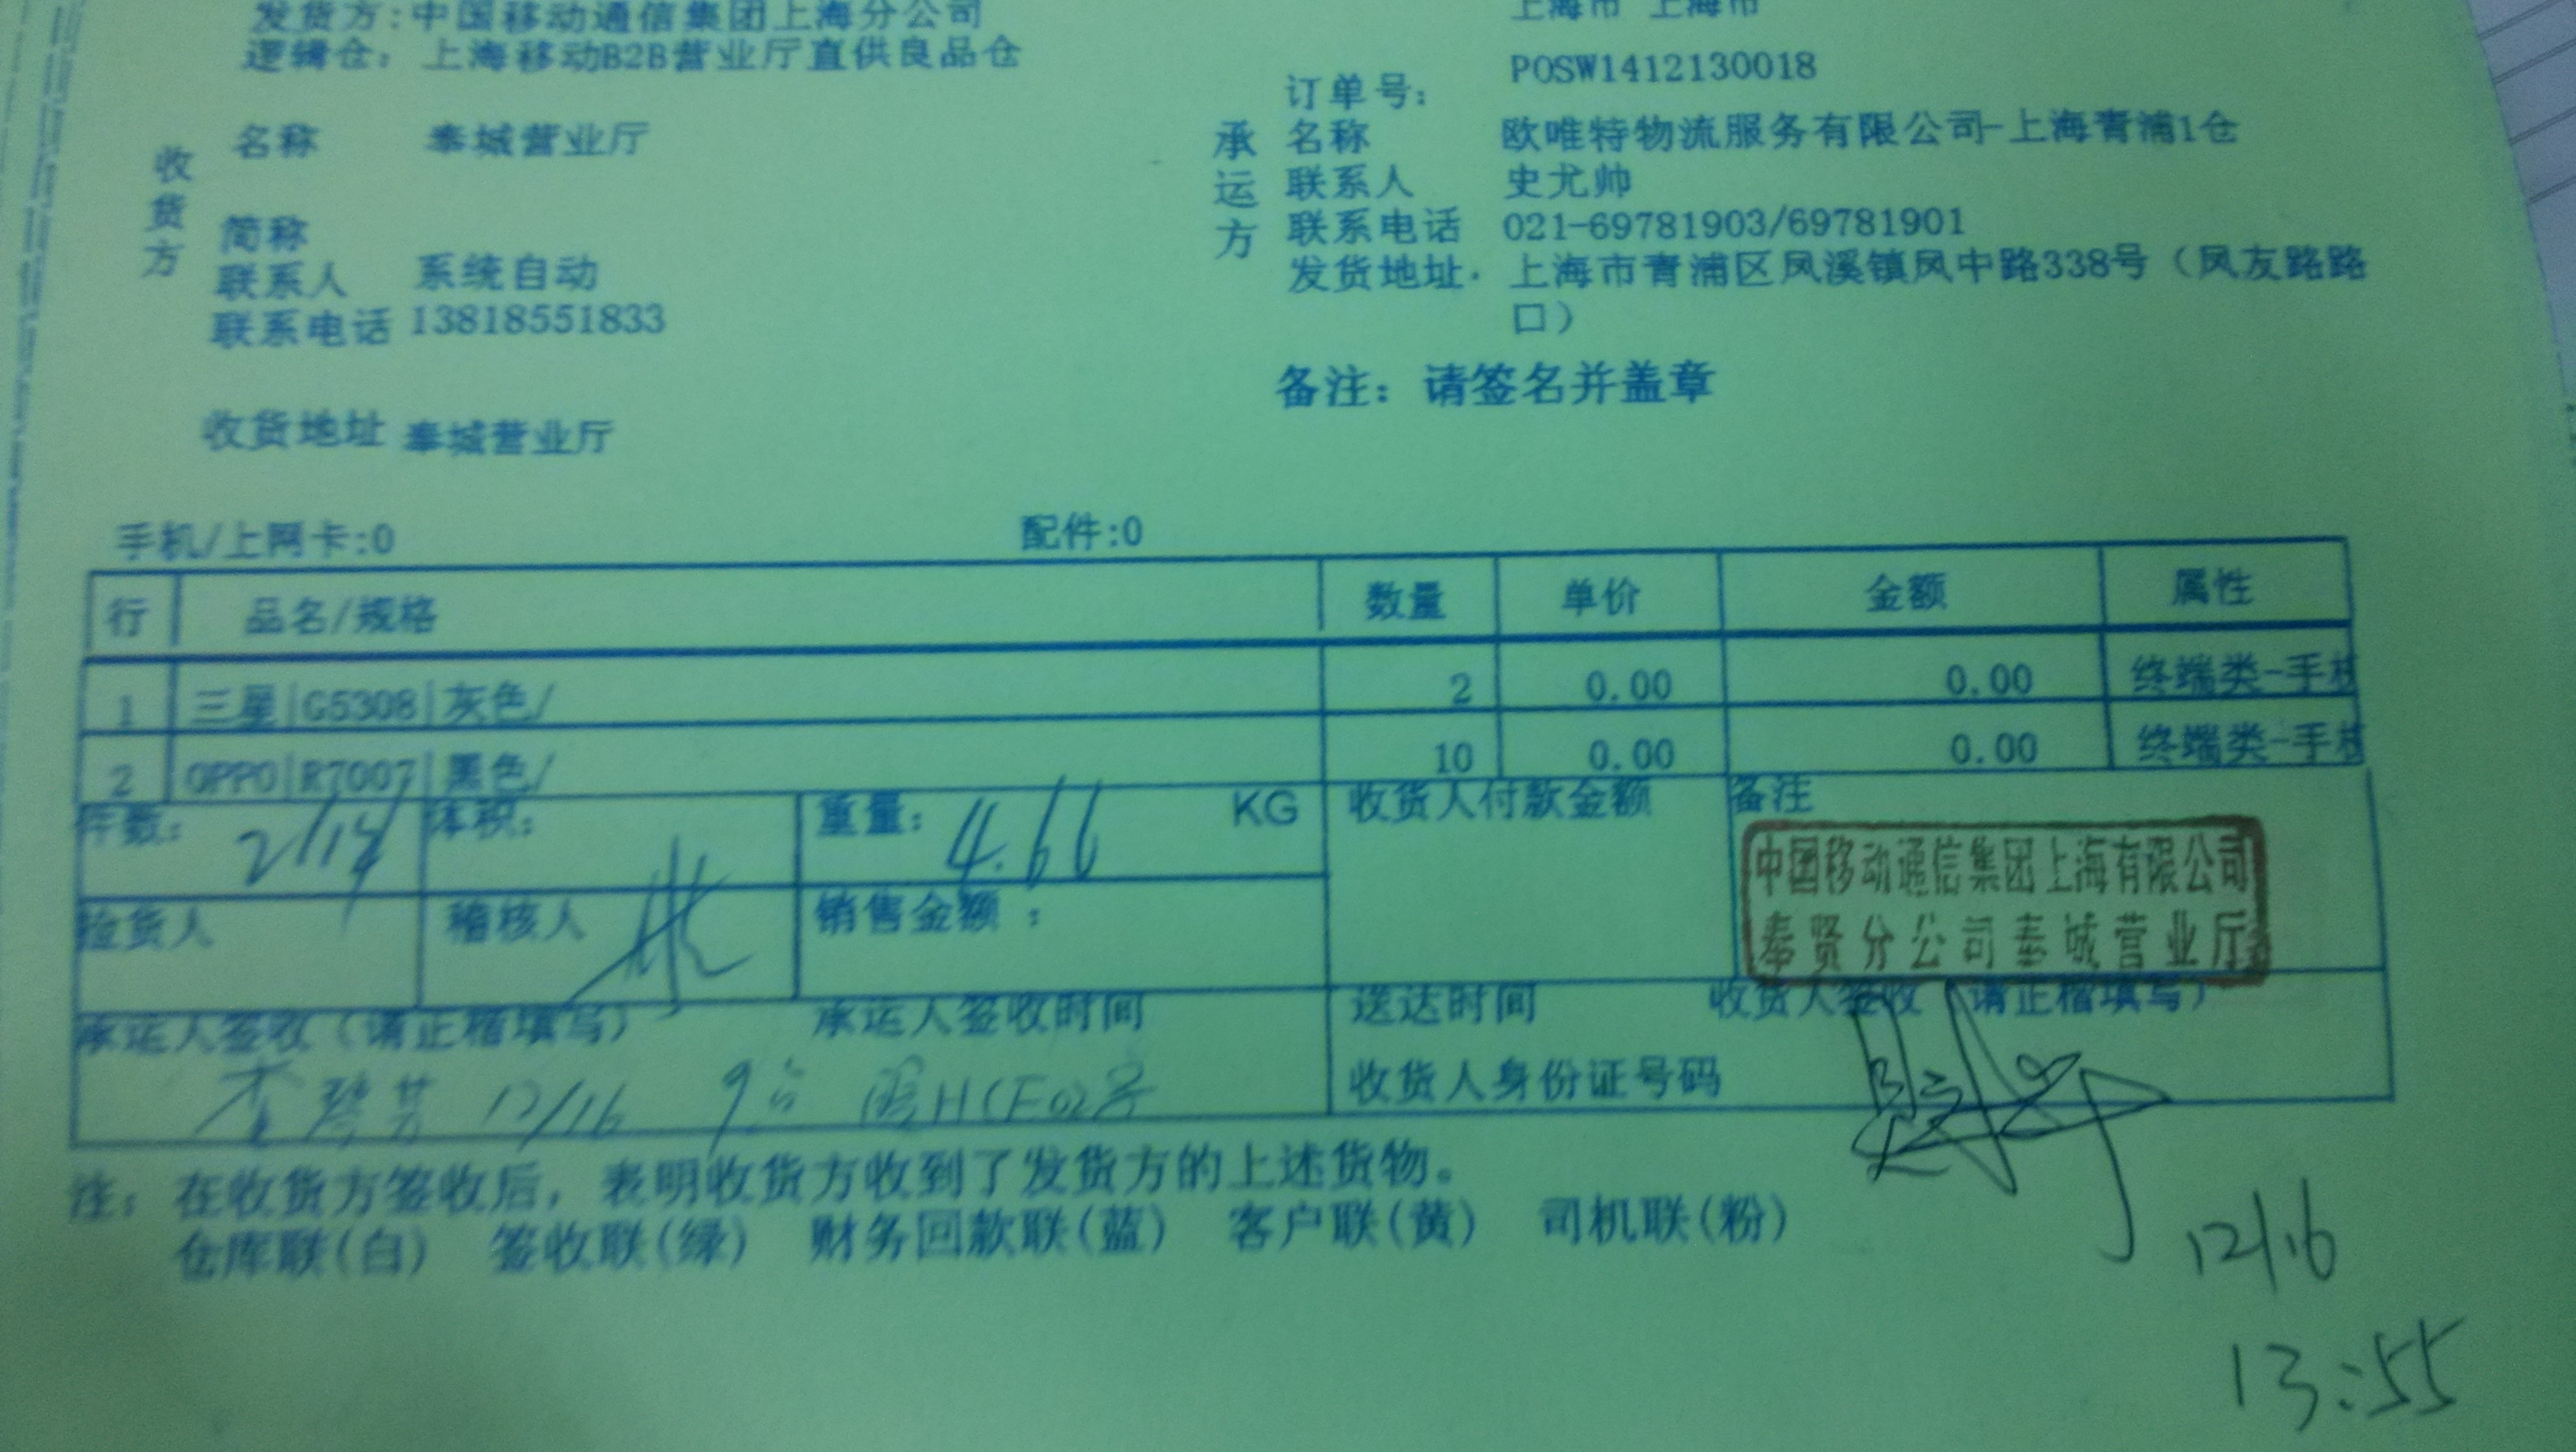 发货方:中国移动通信集团上海分公司
上海市 上海市
逻辑仓: 上海移动B2B营业厅直供良品仓
订单号: POSW1412130018
收货方
名称 奉城营业厅
简称
联系人 系统自动
联系电话 13818551833
收货地址 奉城营业厅
承运方
名称 欧唯特物流服务有限公司-上海青浦1仓
联系人 史尤帅
联系电话 021-69781903/69781901
发货地址. 上海市青浦区凤溪镇凤中路338号（凤友路路
口）
备注: 请签名并盖章
手机/上网卡:0 配件:0
行 品名/规格 数量 单价 金额 属性
1 三星|G5308|灰色/ 2 0.00 0.00 终端类-手机
2 OPPO|R7007|黑色/ 10 0.00 0.00 终端类-手机
件数: 体积: 重量: 4.66 KG 收货人付款金额 备注
中国移动通信集团上海有限公司
奉贤分公司奉城营业厅
捡货人 稽核人 销售金额 :
承运人签收（请正楷填写） 承运人签收时间 送达时间 收货人签收（请正楷填写）
12/16
收货人身份证号码
注: 在收货方签收后, 表明收货方收到了发货方的上述货物。
仓库联(白) 签收联(绿) 财务回款联(蓝) 客户联(黄) 司机联(粉)
12/16
13:55